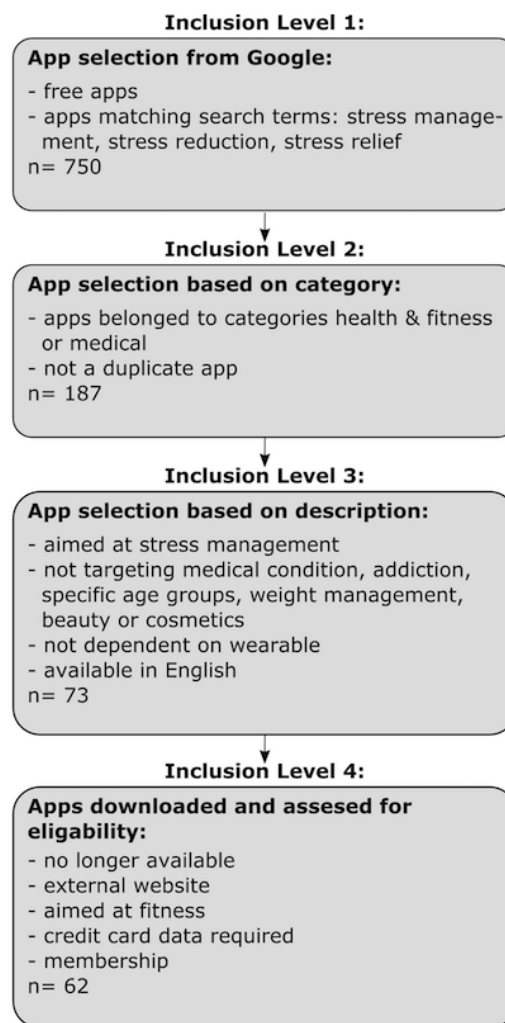 Inclusion Level 1:
App selection from Google:
- free apps
- apps matching search terms: stress manage-
ment, stress reduction, stress relief
n= 750
Inclusion Level 2:
App selection based on category:
- apps belonged to categories health & fitness
or medical
- not a duplicate app
n= 187
Inclusion Level 3:
App selection based on description:
- aimed at stress management
- not targeting medical condition, addiction,
specific age groups, weight management,
beauty or cosmetics
- not dependent on wearable
- available in English
n= 73
Inclusion Level 4:
Apps downloaded and assesed for
eligability:
- no longer available
- external website
- aimed at fitness
- credit card data required
- membership
n= 62